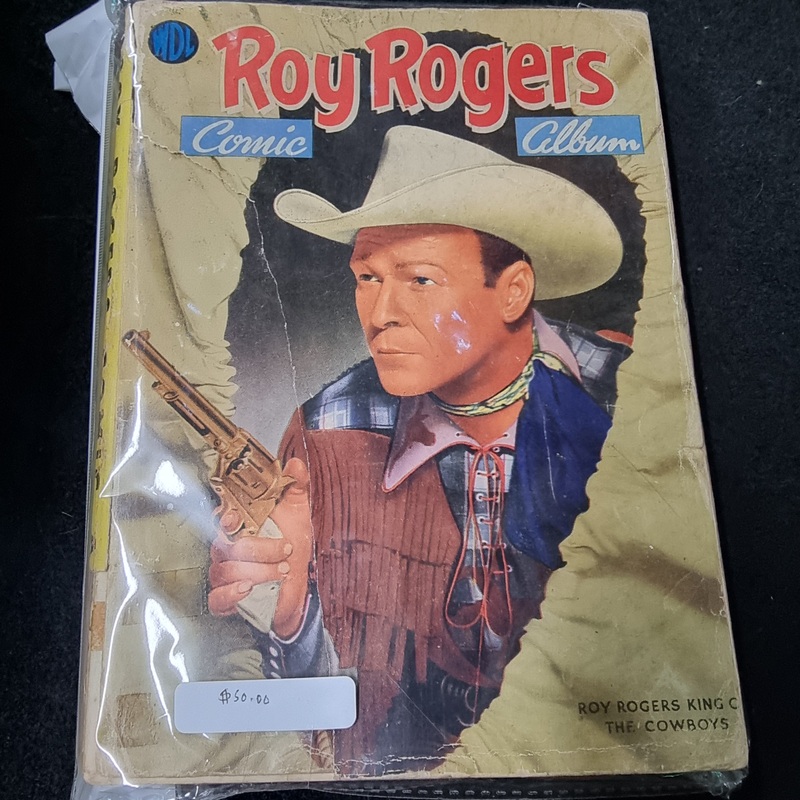 WDL
Roy Rogers
Comic Album
ROY ROGERS KING
THE COWBOYS
$50.00